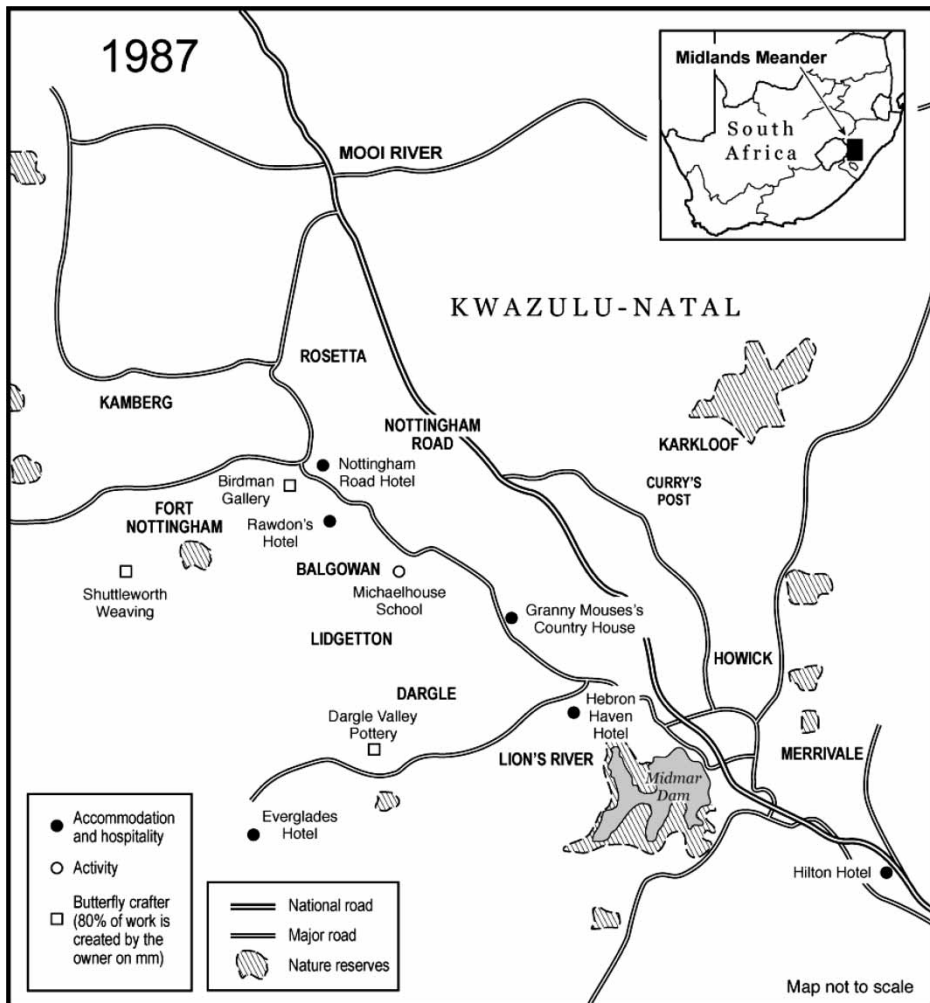 1987
Midlands Meander
South
Africa
MOOI RIVER
KWAZULU-NATAL
ROSETTA
KAMBERG
NOTTINGHAM
ROAD
KARKLOOF
Nottingham
Road Hotel
Birdman
Gallery
CURRY'S
POST
FORT
NOTTINGHAM
Rawdon's
Hotel
BALGOWAN
Michaelhouse
School
Shuttleworth
Weaving
Granny Mouses's
Country House
LIDGETTON
HOWICK
DARGLE
Dargle Valley
Pottery
Hebron
Haven
Hotel
LION'S RIVER
MERRIVALE
Midmar
Dam
Everglades
Hotel
Hilton Hotel
Accommodation
and hospitality
Activity
Butterfly crafter
(80% of work is
created by the
owner on mm)
National road
Major road
Nature reserves
Map not to scale